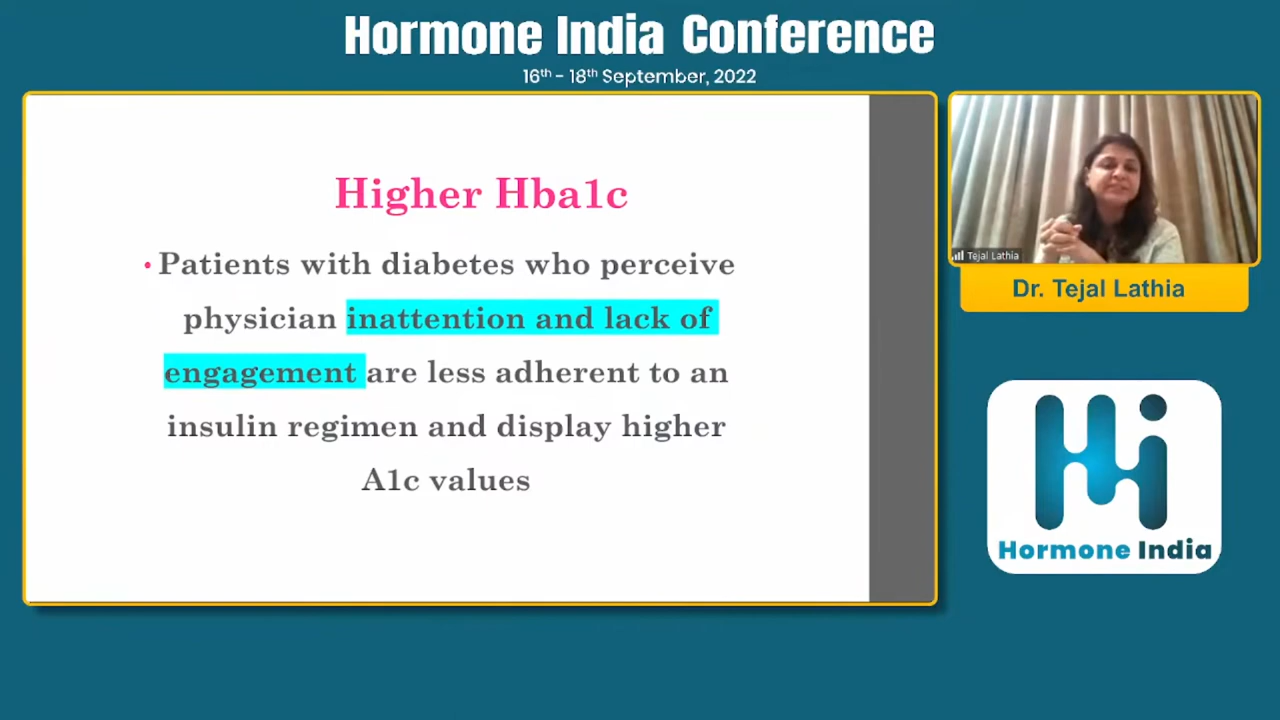 Hormone India Conference
16th - 18th September, 2022
Higher Hba1c
• Patients with diabetes who perceive
physician inattention and lack of
engagement are less adherent to an
insulin regimen and display higher
A1c values
Tejal Lathia
Dr. Tejal Lathia
Hi
Hormone India